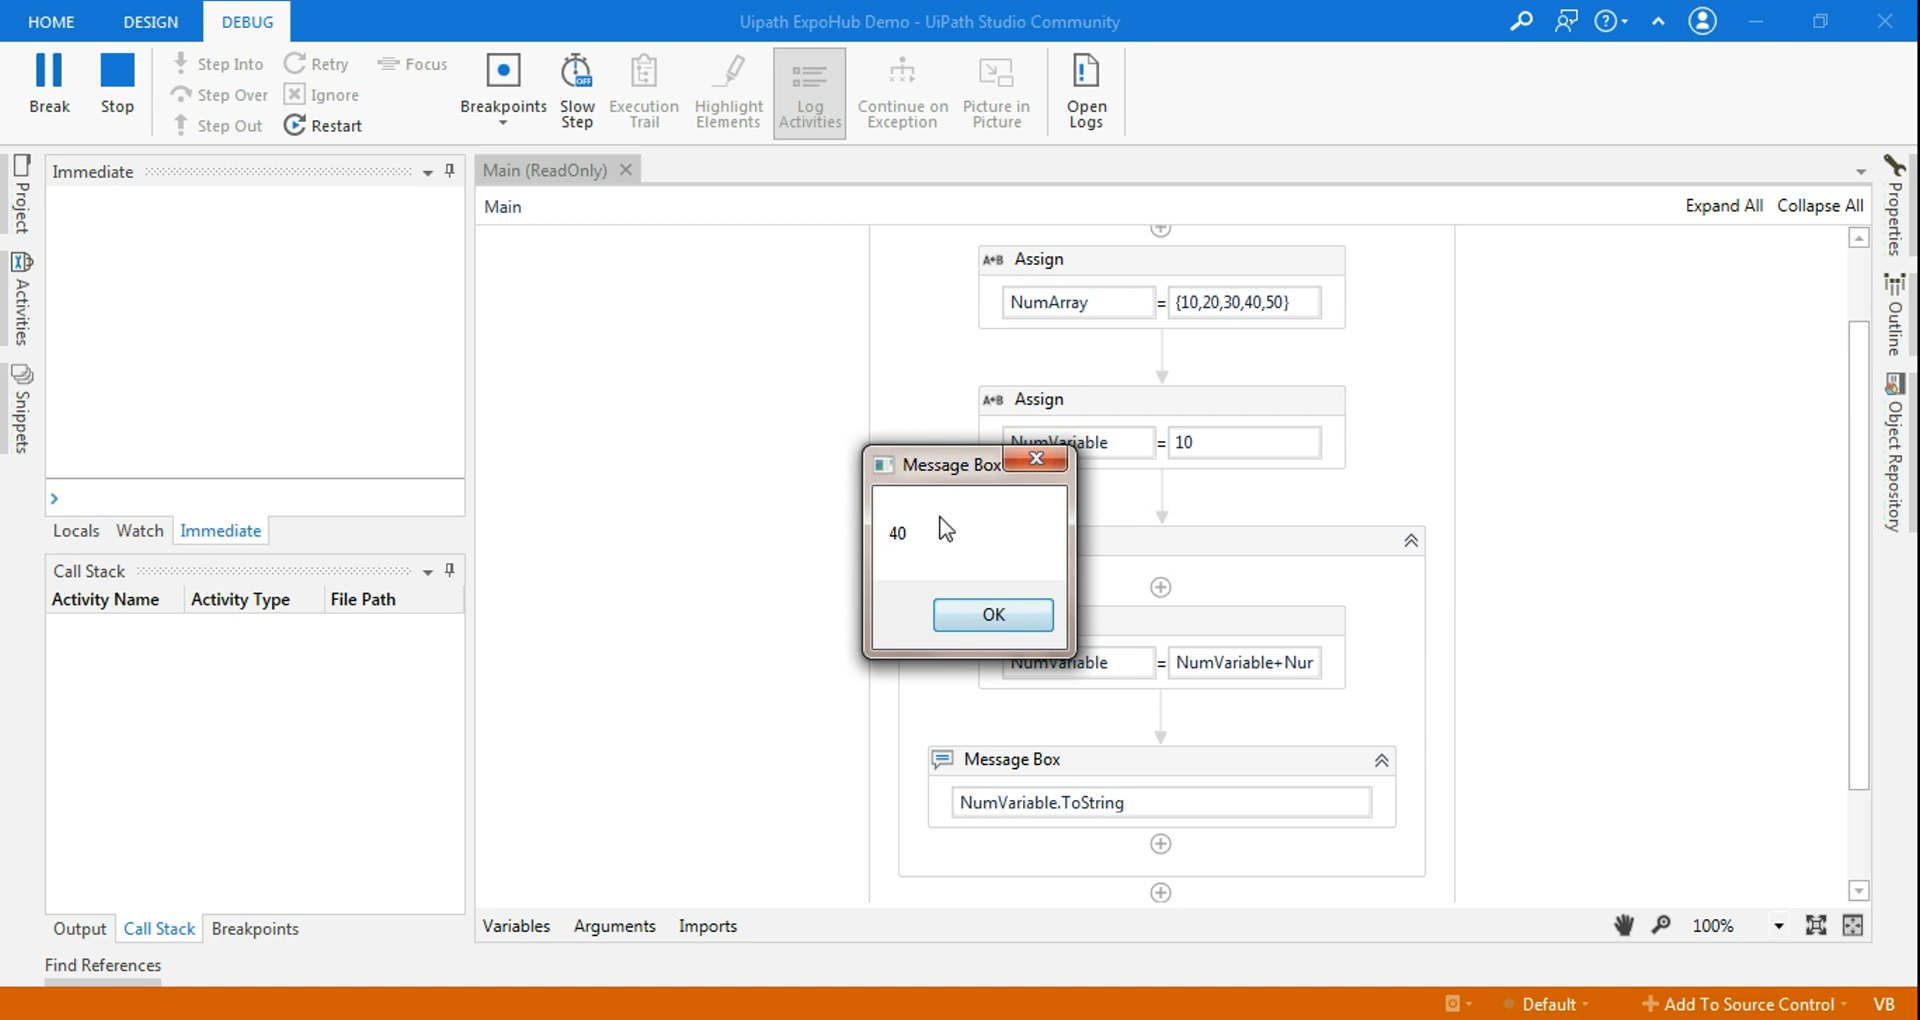 HOME DESIGN DEBUG Uipath ExpoHub Demo - UiPath Studio Community
Break
Stop
Step Into
Step Over
Step Out
Retry
Ignore
Restart
Focus
Breakpoints
Slow
Step
OFF
Execution
Trail
Highlight
Elements
Log
Activities
Continue on
Exception
Picture in
Picture
Open
Logs
Project
Activities
Snippets
Immediate
Locals Watch Immediate
Call Stack
Activity Name Activity Type File Path
Output Call Stack Breakpoints
Find References
Main (ReadOnly)
Main Expand All Collapse All
A+B Assign
NumArray = {10,20,30,40,50}
A+B Assign
NumVariable = 10
Message Box
40
OK
NumVariable = NumVariable+Nur
Message Box
NumVariable.ToString
Variables Arguments Imports 100%
Properties
Outline
Object Repository
Default Add To Source Control VB